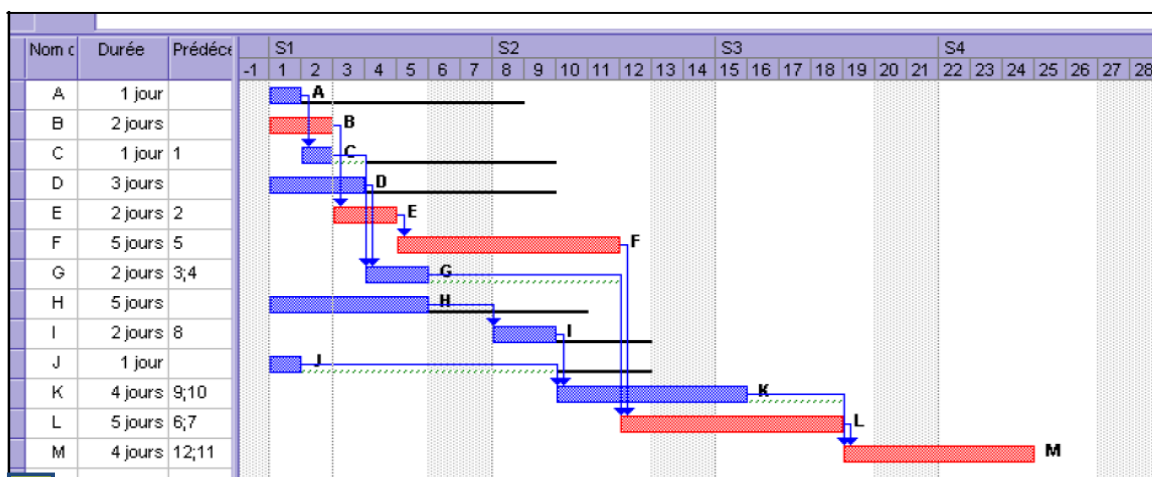 Nom c Durée Prédéce S1 S2 S3 S4
-1 1 2 3 4 5 6 7 8 9 10 11 12 13 14 15 16 17 18 19 20 21 22 23 24 25 26 27 28
A 1 jour A
B 2 jours B
C 1 jour 1 C
D 3 jours D
E 2 jours 2 E
F 5 jours 5 F
G 2 jours 3;4 G
H 5 jours H
I 2 jours 8 I
J 1 jour J
K 4 jours 9;10 K
L 5 jours 6;7 L
M 4 jours 12;11 M